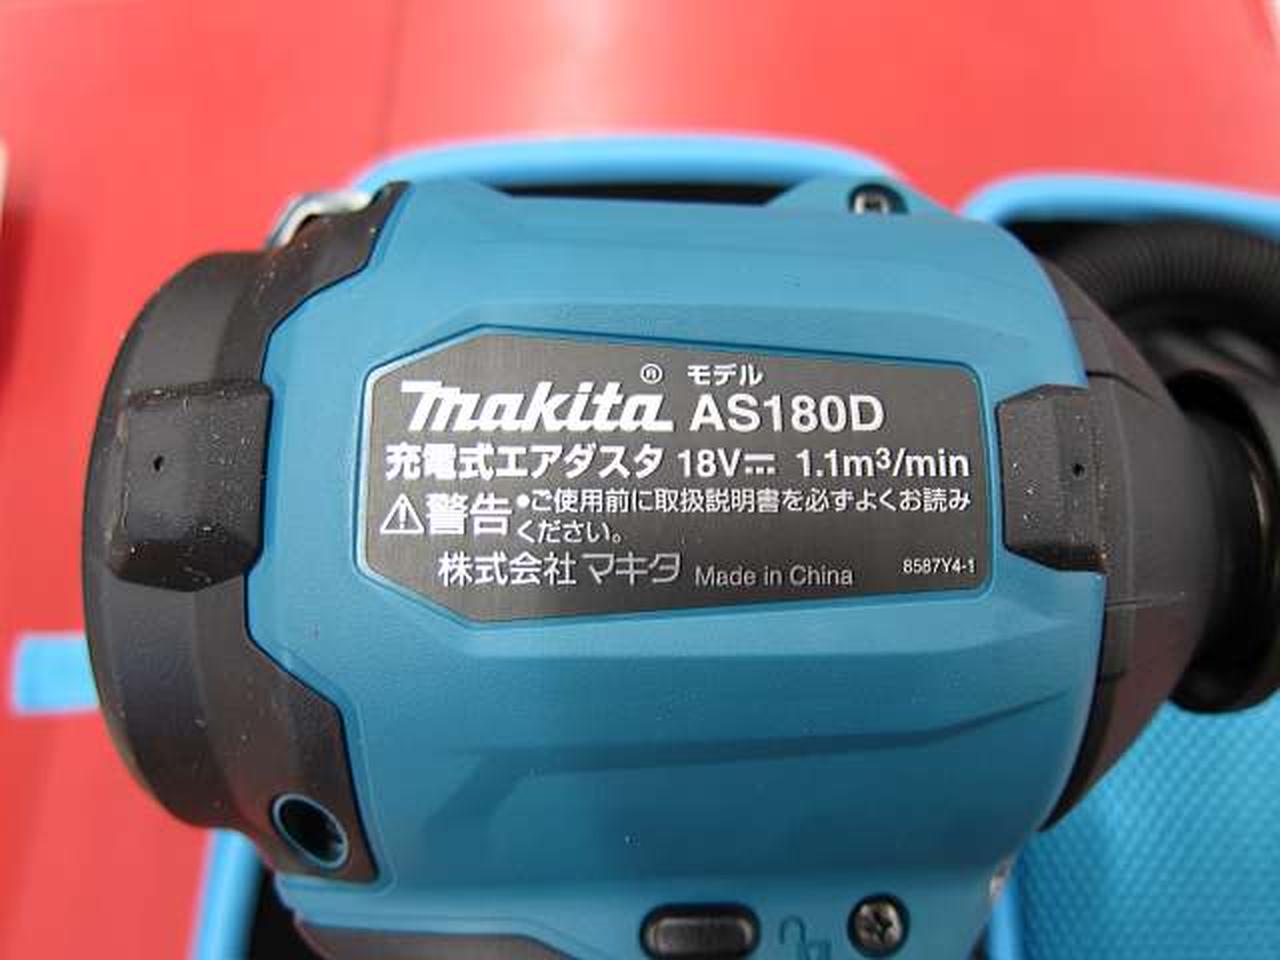 makita® モデル AS180D
充電式エアダスタ 18V⎓ 1.1m³/min
⚠警告 •ご使用前に取扱説明書を必ずよくお読み
ください。
株式会社マキタ Made in China 8587Y4-1